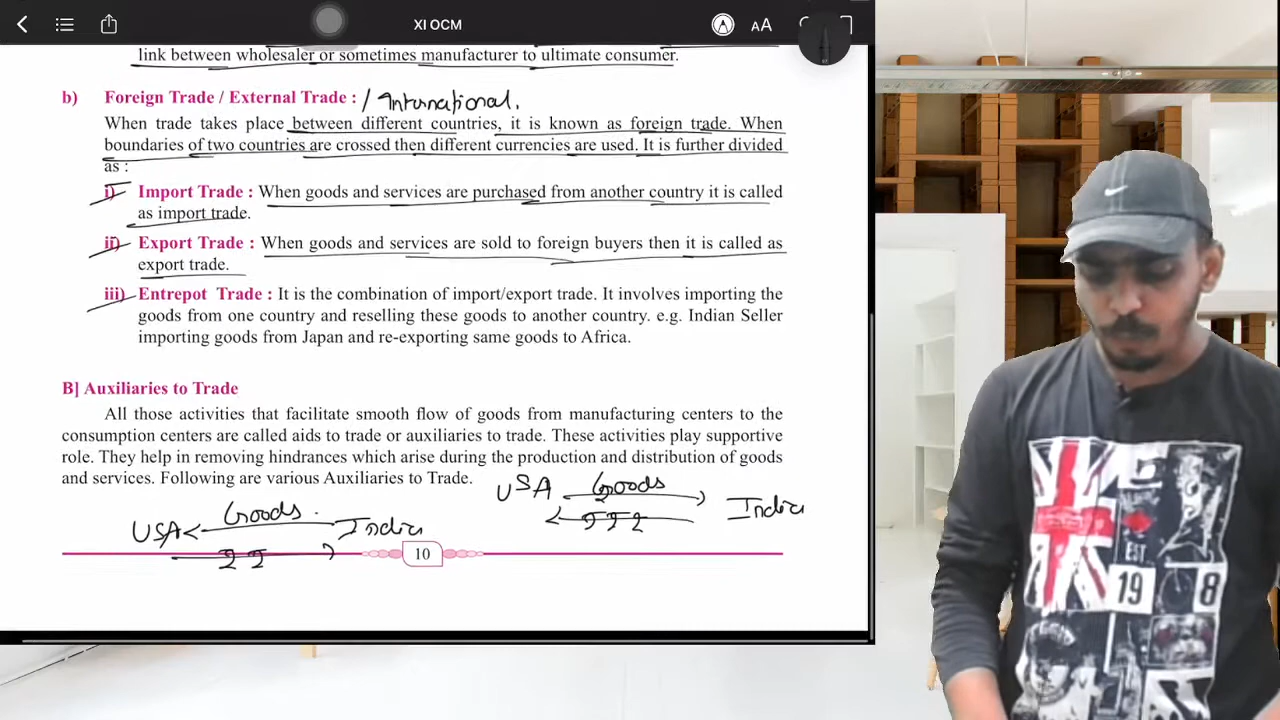 XI OCM
AA
link between wholesaler or sometimes manufacturer to ultimate consumer.
b) Foreign Trade / External Trade : / International.
When trade takes place between different countries, it is known as foreign trade. When
boundaries of two countries are crossed then different currencies are used. It is further divided
as :
i) Import Trade : When goods and services are purchased from another country it is called
as import trade.
ii) Export Trade : When goods and services are sold to foreign buyers then it is called as
export trade.
iii) Entrepot Trade : It is the combination of import/export trade. It involves importing the
goods from one country and reselling these goods to another country. e.g. Indian Seller
importing goods from Japan and re-exporting same goods to Africa.
B] Auxiliaries to Trade
All those activities that facilitate smooth flow of goods from manufacturing centers to the
consumption centers are called aids to trade or auxiliaries to trade. These activities play supportive
role. They help in removing hindrances which arise during the production and distribution of goods
and services. Following are various Auxiliaries to Trade.
USA Goods India
USA Goods. India
10
EST
19 8